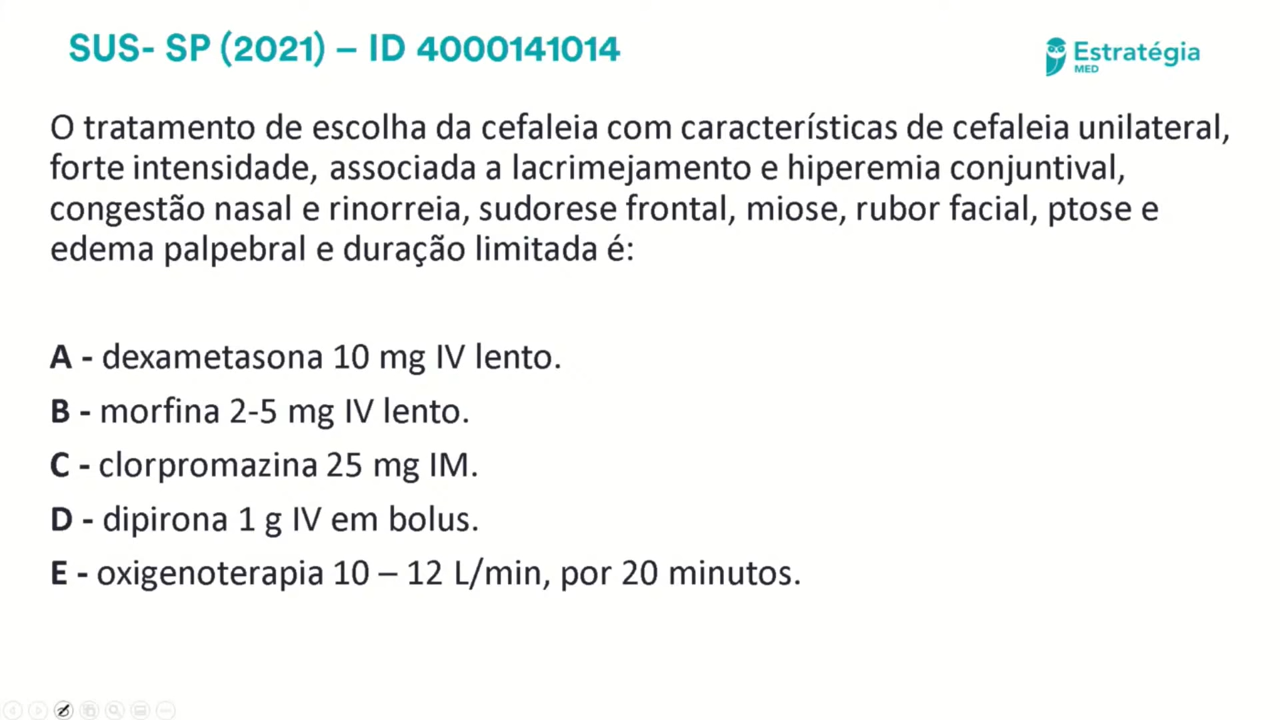 SUS- SP (2021) – ID 4000141014
Estratégia
MED
O tratamento de escolha da cefaleia com características de cefaleia unilateral,
forte intensidade, associada a lacrimejamento e hiperemia conjuntival,
congestão nasal e rinorreia, sudorese frontal, miose, rubor facial, ptose e
edema palpebral e duração limitada é:
A - dexametasona 10 mg IV lento.
B - morfina 2-5 mg IV lento.
C - clorpromazina 25 mg IM.
D - dipirona 1 g IV em bolus.
E - oxigenoterapia 10 – 12 L/min, por 20 minutos.